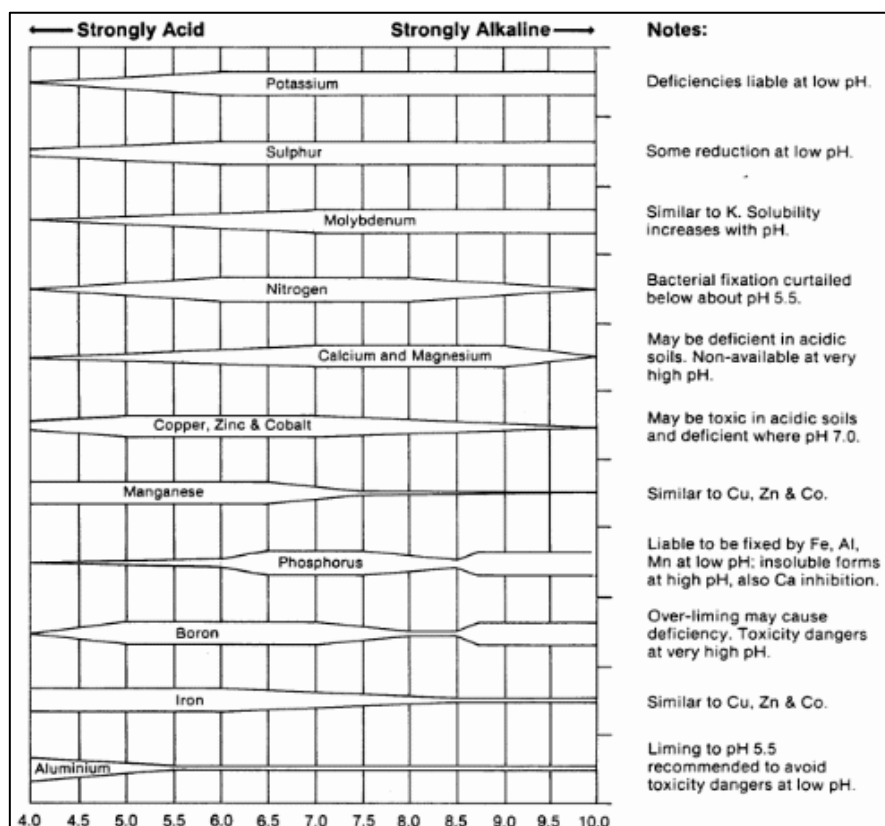 Strongly Acid
Strongly Alkaline
Notes:
Potassium
Deficiencies liable at low pH.
Sulphur
Some reduction at low pH.
Molybdenum
Similar to K. Solubility
increases with pH.
Nitrogen
Bacterial fixation curtailed
below about pH 5.5.
Calcium and Magnesium
May be deficient in acidic
soils. Non-available at very
high pH.
Copper, Zinc & Cobalt
May be toxic in acidic soils
and deficient where pH 7.0.
Manganese
Similar to Cu, Zn & Co.
Phosphorus
Liable to be fixed by Fe, Al,
Mn at low pH; insoluble forms
at high pH, also Ca inhibition.
Boron
Over-liming may cause
deficiency. Toxicity dangers
at very high pH.
Iron
Similar to Cu, Zn & Co.
Aluminium
Liming to pH 5.5
recommended to avoid
toxicity dangers at low pH.
4.0 4.5 5.0 5.5 6.0 6.5 7.0 7.5 8.0 8.5 9.0 9.5 10.0